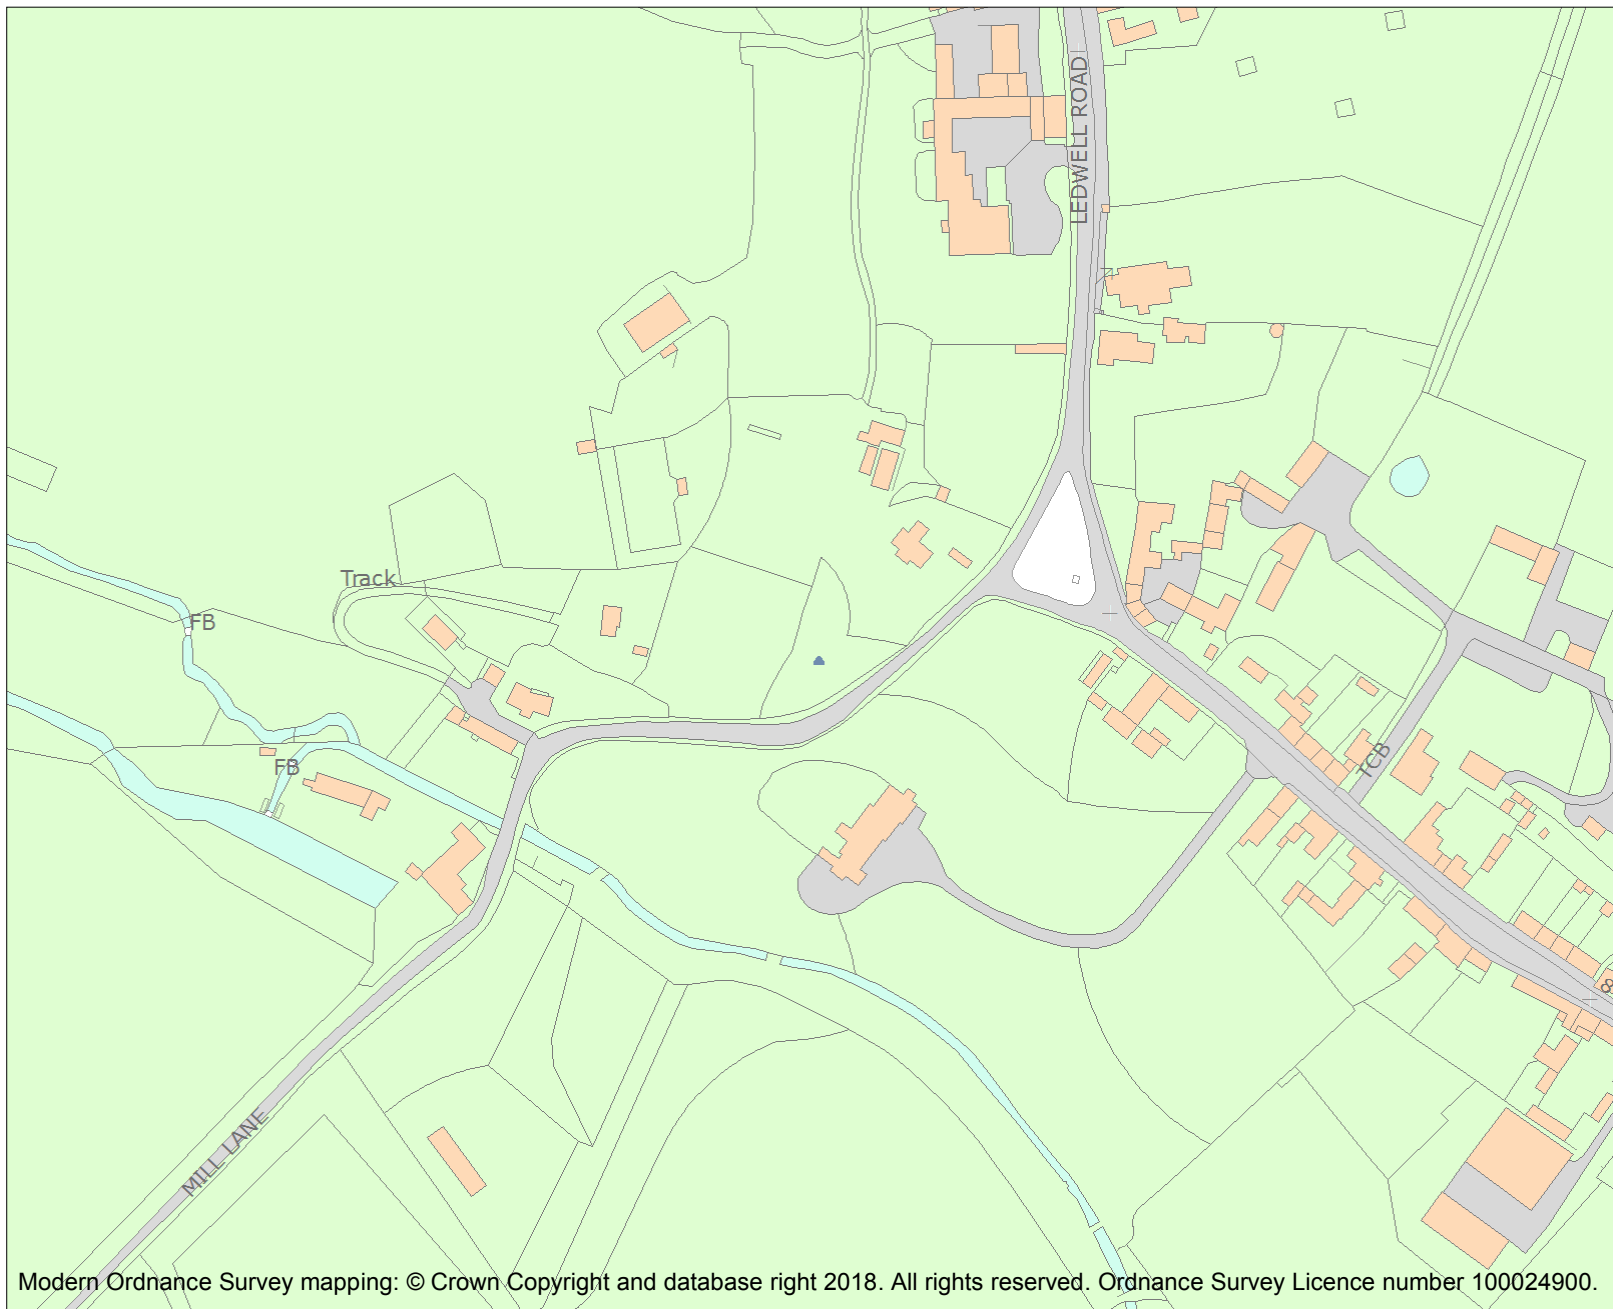 LEDWELL ROAD
Track
FB
FB
TCB
8
MILL LANE
Modern Ordnance Survey mapping: © Crown Copyright and database right 2018. All rights reserved. Ordnance Survey Licence number 100024900.